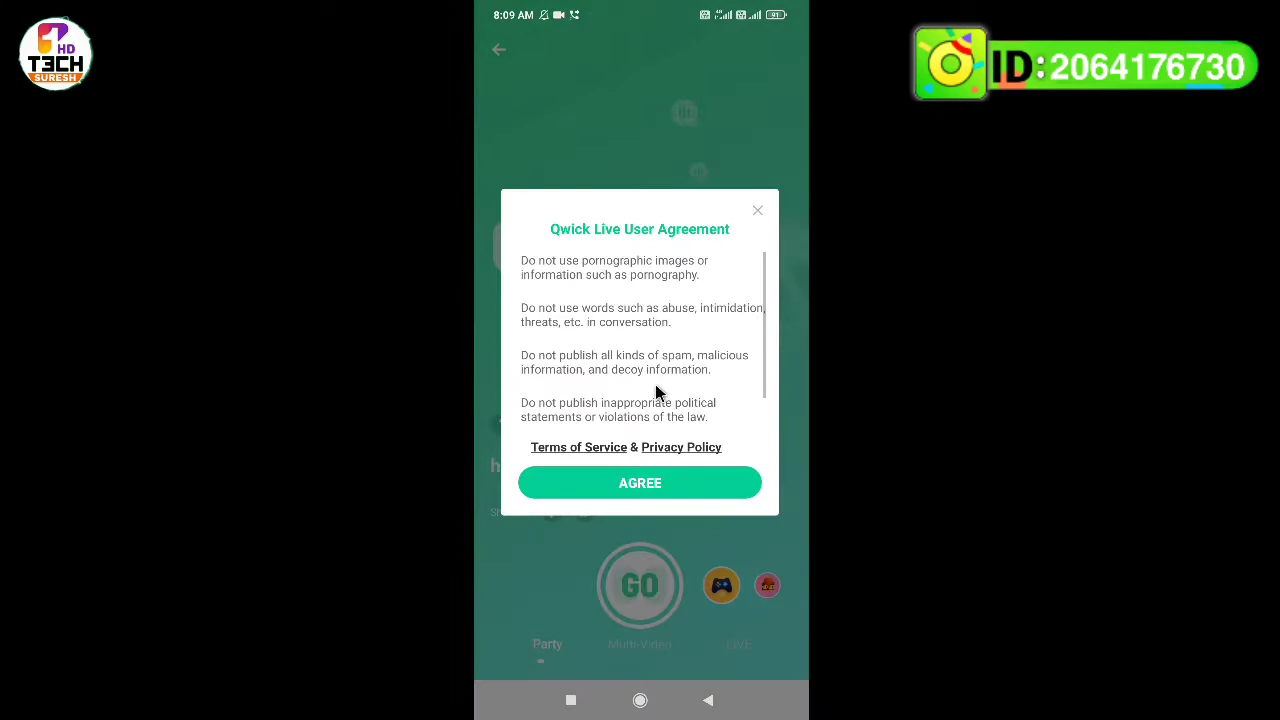 8:09 AM
91
HD
T3CH
SURESH
ID:2064176730
Qwick Live User Agreement
Do not use pornographic images or
information such as pornography.
Do not use words such as abuse, intimidation,
threats, etc. in conversation.
Do not publish all kinds of spam, malicious
information, and decoy information.
Do not publish inappropriate political
statements or violations of the law.
Terms of Service & Privacy Policy
AGREE
GO
Party
Multi-Video
LIVE